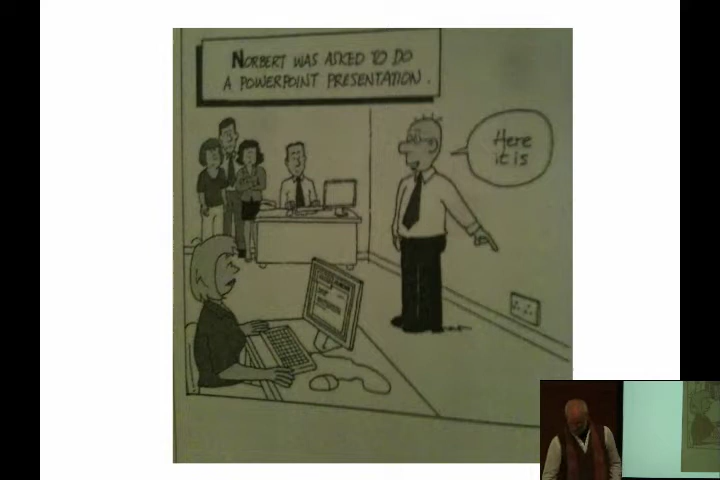 NORBERT WAS ASKED TO DO
A POWERPOINT PRESENTATION.
Here
it is